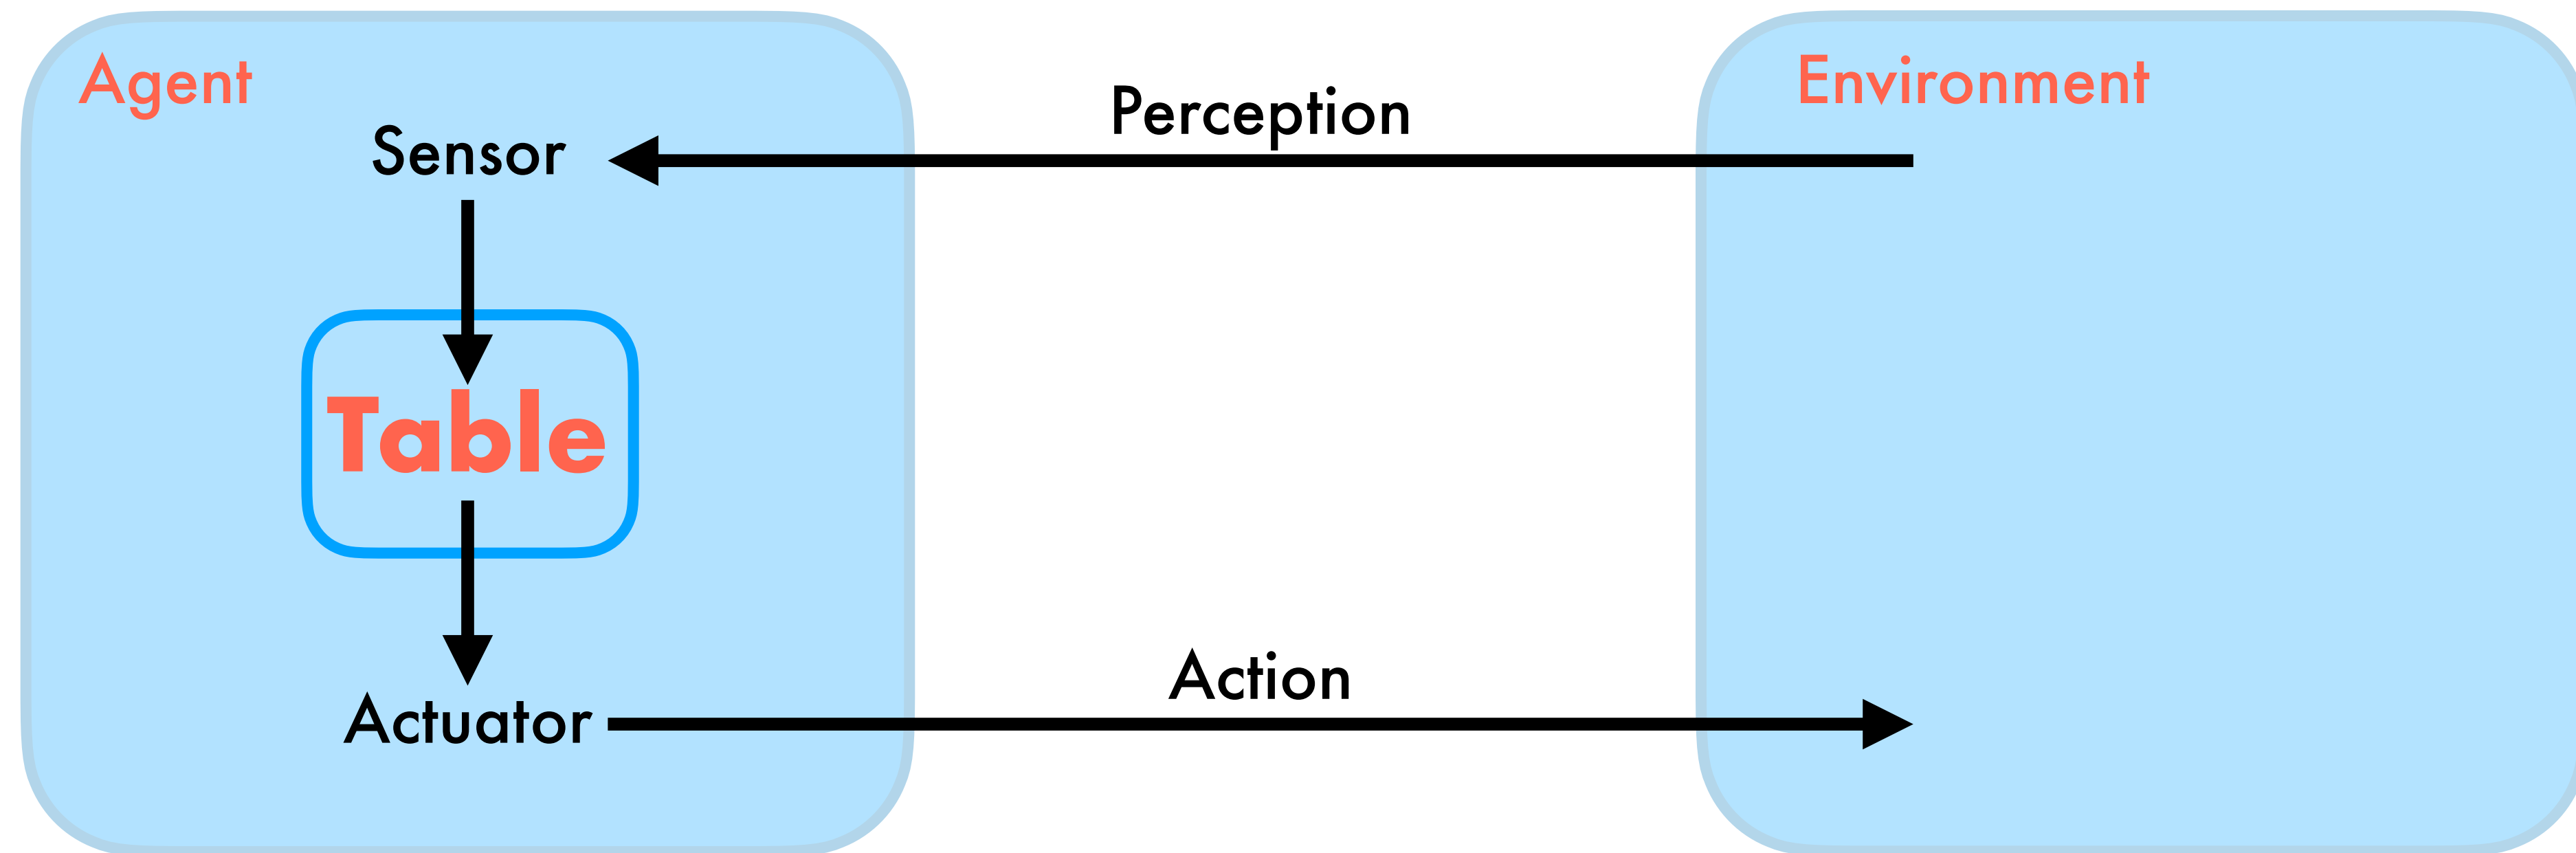 Agent
Environment
Perception
Sensor
Table
Action
Actuator